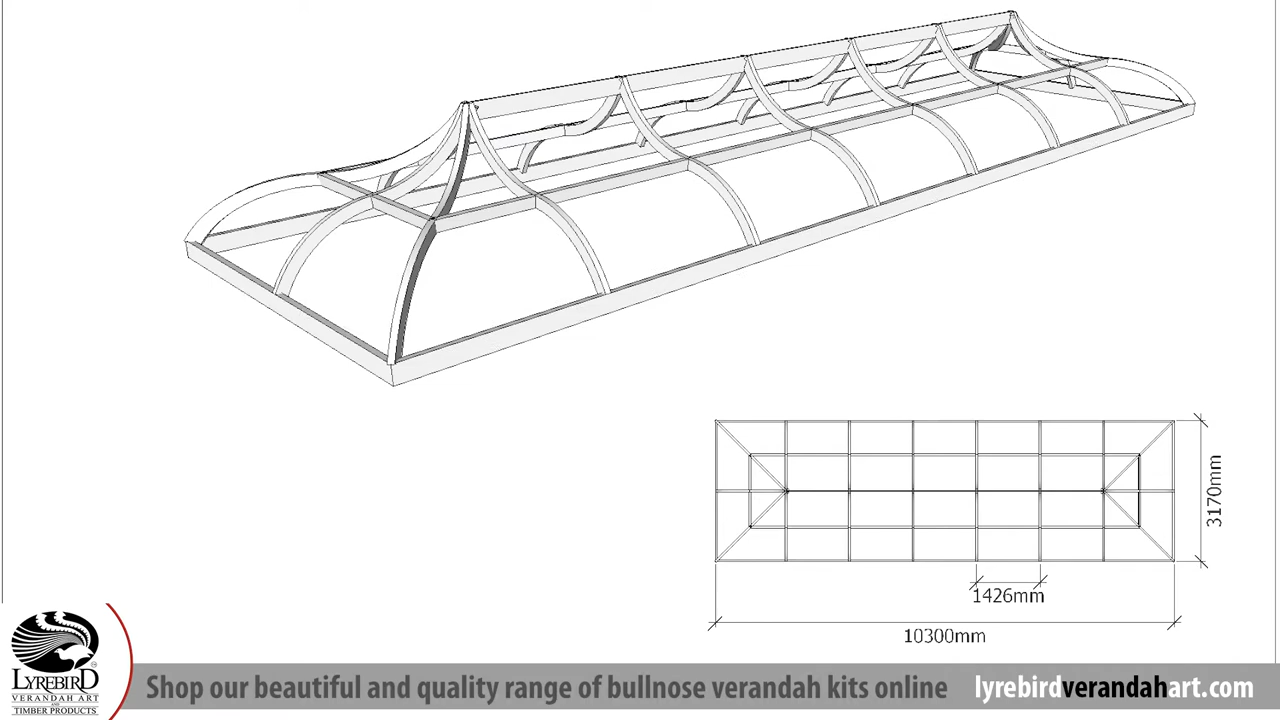 3170mm
1426mm
10300mm
LYREBIRD
VERANDAH ART
AND
TIMBER PRODUCTS
Shop our beautiful and quality range of bullnose verandah kits online lyrebirdverandahart.com